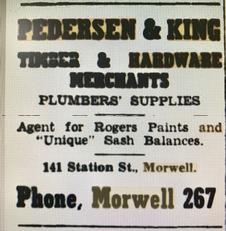 PEDERSEN & KING
TIMBER & HARDWARE
MERCHANTS
PLUMBERS' SUPPLIES
Agent for Rogers Paints and
"Unique" Sash Balances.
141 Station St., Morwell.
Phone, Morwell 267